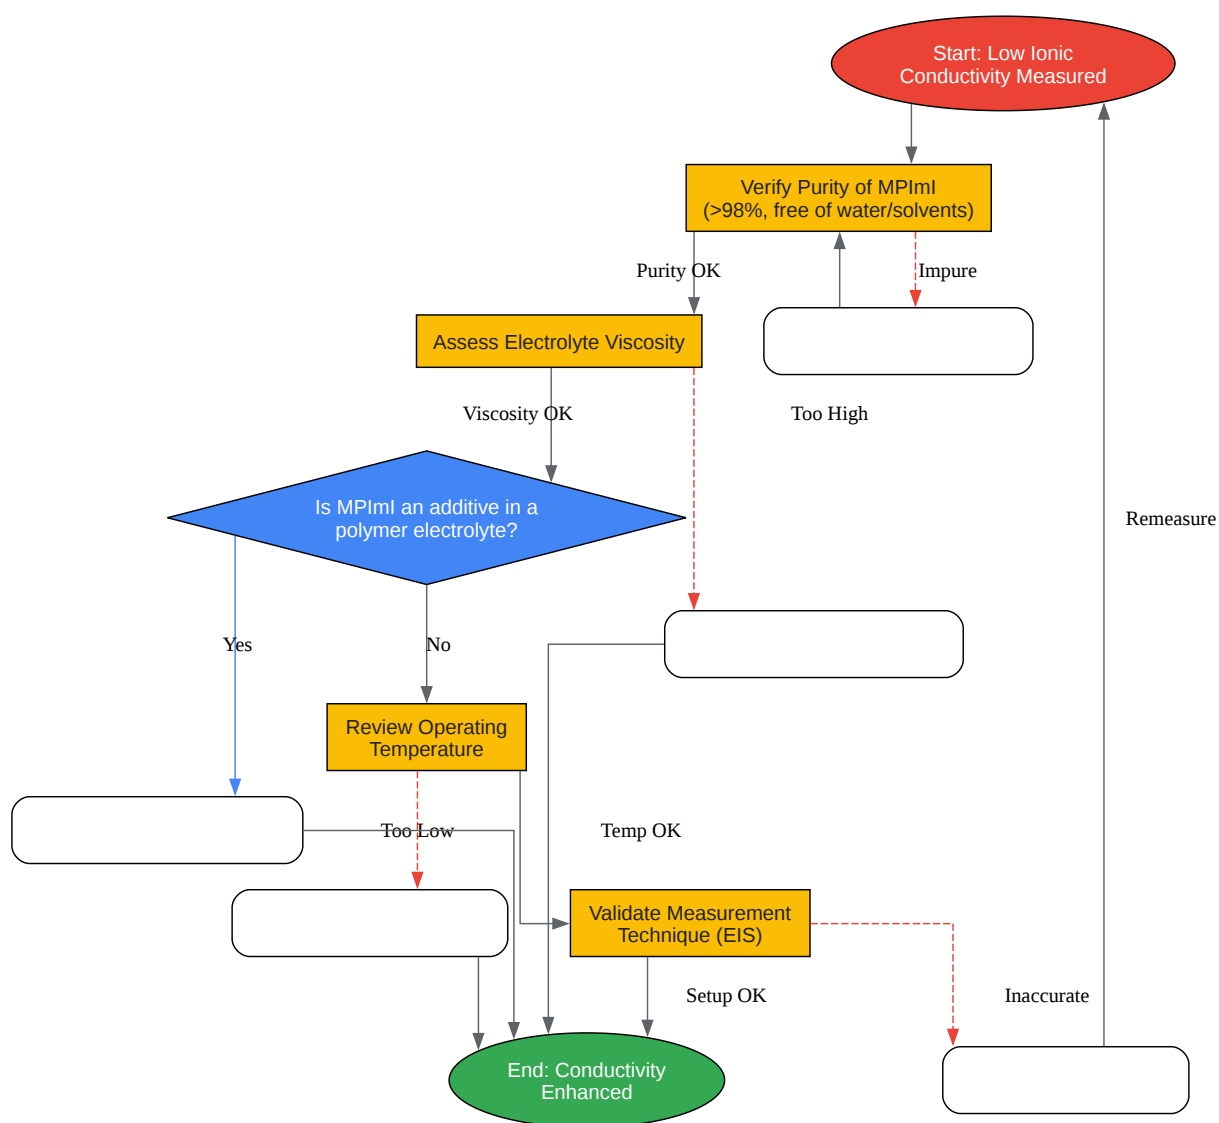 Start: Low Ionic
Conductivity Measured
Verify Purity of MPImI
(>98%, free of water/solvents)
Purity OK
Impure
Assess Electrolyte Viscosity
Viscosity OK
Too High
Is MPImI an additive in a
polymer electrolyte?
Remeasure
Yes
No
Review Operating
Temperature
Too Low
Temp OK
Validate Measurement
Technique (EIS)
Setup OK
Inaccurate
End: Conductivity
Enhanced